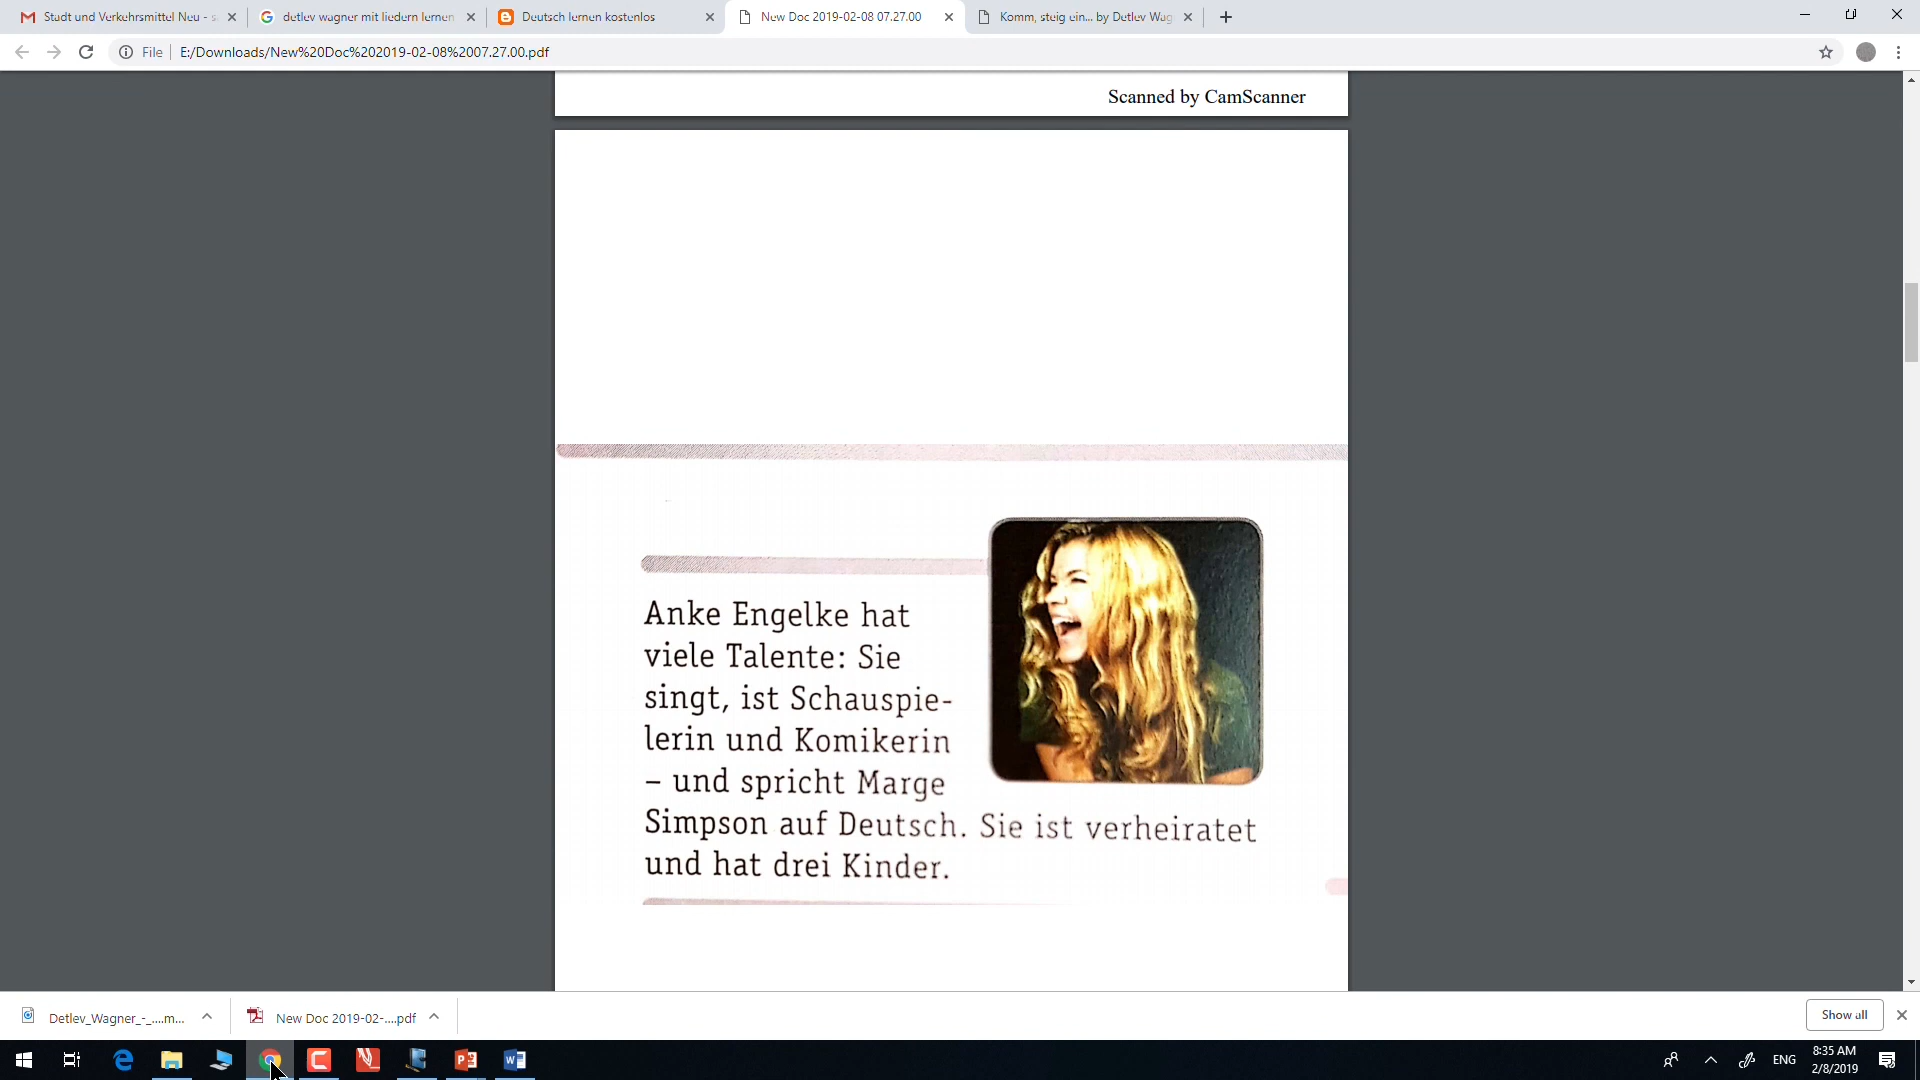 Stadt und Verkehrsmittel Neu - s
detlev wagner mit liedern lernen
Deutsch lernen kostenlos
New Doc 2019-02-08 07.27.00
Komm, steig ein... by Detlev Wag
File
E:/Downloads/New%20Doc%202019-02-08%2007.27.00.pdf
Scanned by CamScanner
Anke Engelke hat
viele Talente: Sie
singt, ist Schauspie-
lerin und Komikerin
– und spricht Marge
Simpson auf Deutsch. Sie ist verheiratet
und hat drei Kinder.
Detlev_Wagner_-_....m...
New Doc 2019-02-....pdf
Show all
ENG
8:35 AM
2/8/2019